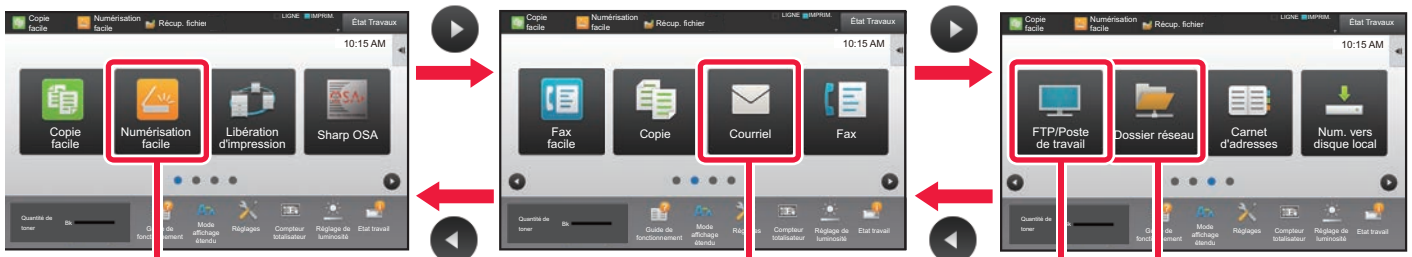 Copie
facile
Numérisation
facile
Récup. fichier
LIGNE
IMPRIM.
État Travaux
10:15 AM
Copie
facile
Numérisation
facile
Libération
d'impression
OSA
Sharp OSA
Quantité de
toner
Bk
Guide de
fonctionnement
Mode
affichage
étendu
Réglages
Compteur
totalisateur
Réglage de
luminosité
Etat travail
Copie
facile
Numérisation
facile
Récup. fichier
LIGNE
IMPRIM.
État Travaux
10:15 AM
Fax
facile
Copie
Courriel
Fax
Quantité de
toner
Bk
Guide de
fonctionnement
Mode
affichage
étendu
Réglages
Compteur
totalisateur
Réglage de
luminosité
Etat travail
Copie
facile
Numérisation
facile
Récup. fichier
LIGNE
IMPRIM.
État Travaux
10:15 AM
FTP/Poste
de travail
Dossier réseau
Carnet
d'adresses
Num. vers
disque local
Quantité de
toner
Bk
Guide de
fonctionnement
Mode
affichage
étendu
Réglages
Compteur
totalisateur
Réglage de
luminosité
Etat travail